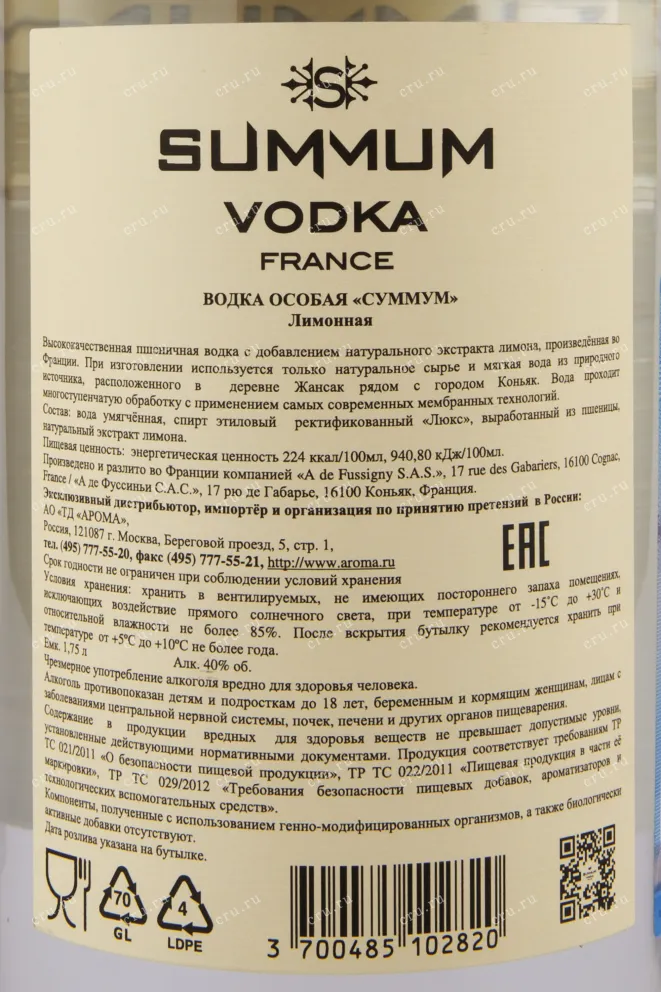 S
SUMMUM
VODKA
FRANCE
ВОДКА ОСОБАЯ «СУММУМ»
Лимонная
Высококачественная пшеничная водка с добавлением натурального экстракта лимона, произведённая во
Франции. При изготовлении используется только натуральное сырье и мягкая вода из природного
источника, расположенного в деревне Жансак рядом с городом Коньяк. Вода проходит
многоступенчатую обработку с применением самых современных мембранных технологий.
Состав: вода умягчённая, спирт этиловый ректификованный «Люкс», выработанный из пшеницы,
натуральный экстракт лимона.
Пищевая ценность: энергетическая ценность 224 ккал/100мл, 940,80 кДж/100мл.
Произведено и разлито во Франции компанией «A de Fussigny S.A.S.», 17 rue des Gabariers, 16100 Cognac,
France / «А де Фуссиньи С.А.С.», 17 рю де Габарье, 16100 Коньяк, Франция.
Эксклюзивный дистрибьютор, импортёр и организация по принятию претензий в России:
АО «ТД «АРОМА»,
Россия, 121087 г. Москва, Береговой проезд, 5, стр. 1,
тел. (495) 777-55-20, факс (495) 777-55-21, http://www.aroma.ru
EAC
Срок годности не ограничен при соблюдении условий хранения
Условия хранения: хранить в вентилируемых, не имеющих постороннего запаха помещениях,
исключающих воздействие прямого солнечного света, при температуре от -15˚С до +30˚С и
относительной влажности не более 85%. После вскрытия бутылку рекомендуется хранить при
температуре от +5ºС до +10ºС не более года.
Емк. 1,75 л
Алк. 40% об.
Чрезмерное употребление алкоголя вредно для здоровья человека.
Алкоголь противопоказан детям и подросткам до 18 лет, беременным и кормящим женщинам, лицам с
заболеваниями центральной нервной системы, почек, печени и других органов пищеварения.
Содержание в продукции вредных для здоровья веществ не превышает допустимые уровни,
установленные действующими нормативными документами. Продукция соответствует требованиям ТР
ТС 021/2011 «О безопасности пищевой продукции», ТР ТС 022/2011 «Пищевая продукция в части её
маркировки», ТР ТС 029/2012 «Требования безопасности пищевых добавок, ароматизаторов и
технологических вспомогательных средств».
Компоненты, полученные с использованием генно-модифицированных организмов, а также биологически
активные добавки отсутствуют.
Дата розлива указана на бутылке.
70
GL
4
LDPE
3 700485 102820
cru.ru